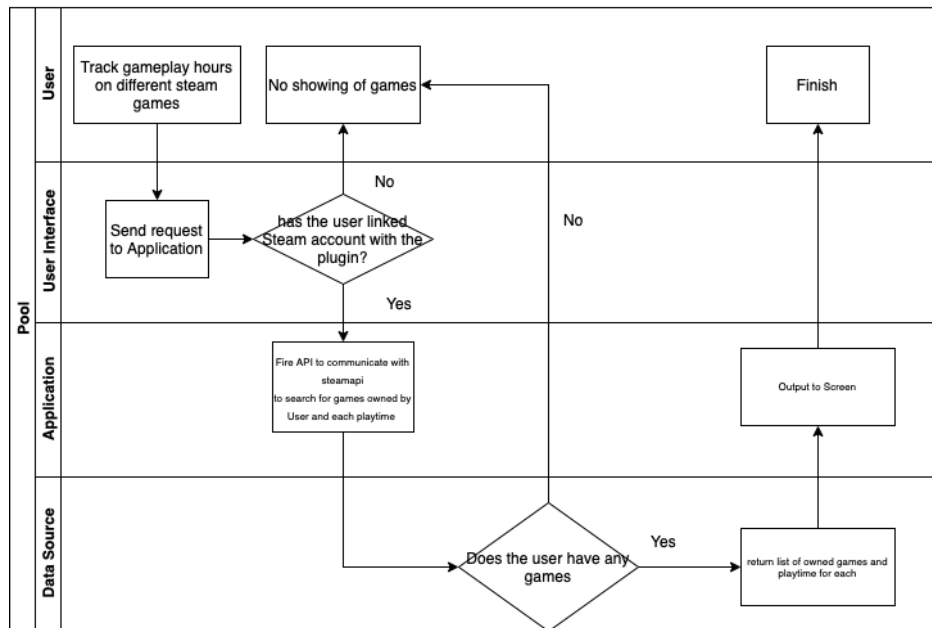 Pool
User
Track gameplay hours
on different steam
games
No showing of games
Finish
User Interface
Send request
to Application
No
has the user linked
Steam account with the
plugin?
Yes
No
Application
Fire API to communicate with
steamapi
to search for games owned by
User and each playtime
Output to Screen
Data Source
Does the user have any
games
Yes
return list of owned games and
playtime for each